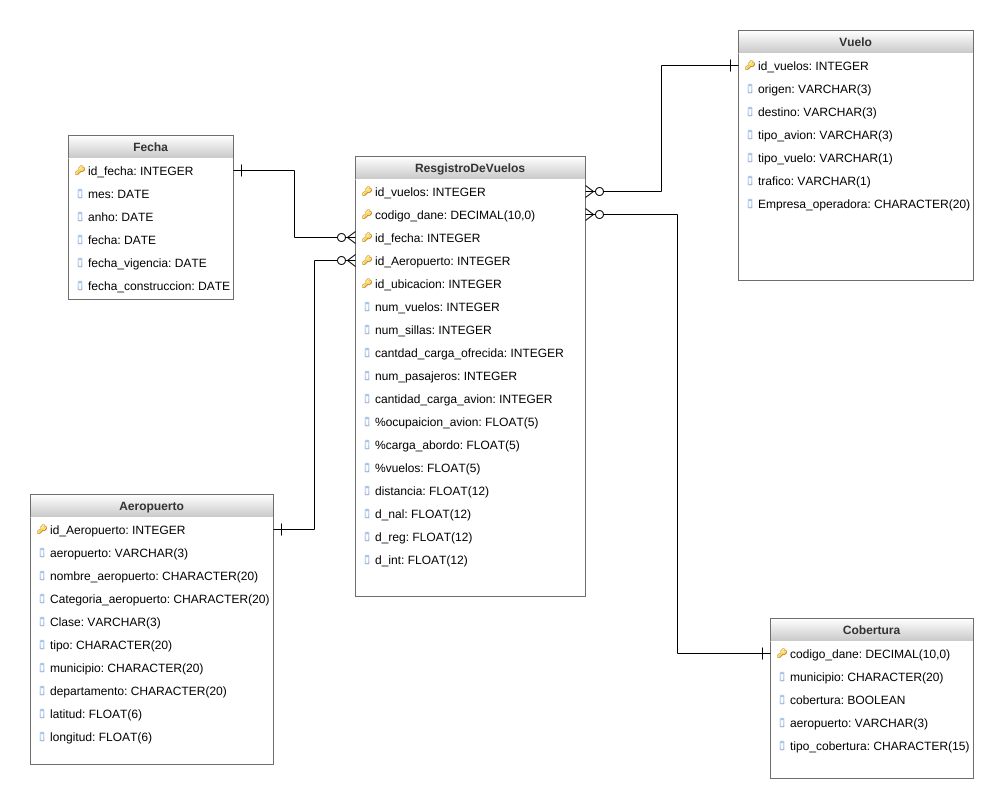 Vuelo
id_vuelos: INTEGER
origen: VARCHAR(3)
destino: VARCHAR(3)
tipo_avion: VARCHAR(3)
tipo_vuelo: VARCHAR(1)
trafico: VARCHAR(1)
Empresa_operadora: CHARACTER(20)
Fecha
id_fecha: INTEGER
mes: DATE
anho: DATE
fecha: DATE
fecha_vigencia: DATE
fecha_construccion: DATE
ResgistroDeVuelos
id_vuelos: INTEGER
codigo_dane: DECIMAL(10,0)
id_fecha: INTEGER
id_Aeropuerto: INTEGER
id_ubicacion: INTEGER
num_vuelos: INTEGER
num_sillas: INTEGER
cantdad_carga_ofrecida: INTEGER
num_pasajeros: INTEGER
cantidad_carga_avion: INTEGER
%ocupaicion_avion: FLOAT(5)
%carga_abordo: FLOAT(5)
%vuelos: FLOAT(5)
distancia: FLOAT(12)
d_nal: FLOAT(12)
d_reg: FLOAT(12)
d_int: FLOAT(12)
Aeropuerto
id_Aeropuerto: INTEGER
aeropuerto: VARCHAR(3)
nombre_aeropuerto: CHARACTER(20)
Categoria_aeropuerto: CHARACTER(20)
Clase: VARCHAR(3)
tipo: CHARACTER(20)
municipio: CHARACTER(20)
departamento: CHARACTER(20)
latitud: FLOAT(6)
longitud: FLOAT(6)
Cobertura
codigo_dane: DECIMAL(10,0)
municipio: CHARACTER(20)
cobertura: BOOLEAN
aeropuerto: VARCHAR(3)
tipo_cobertura: CHARACTER(15)